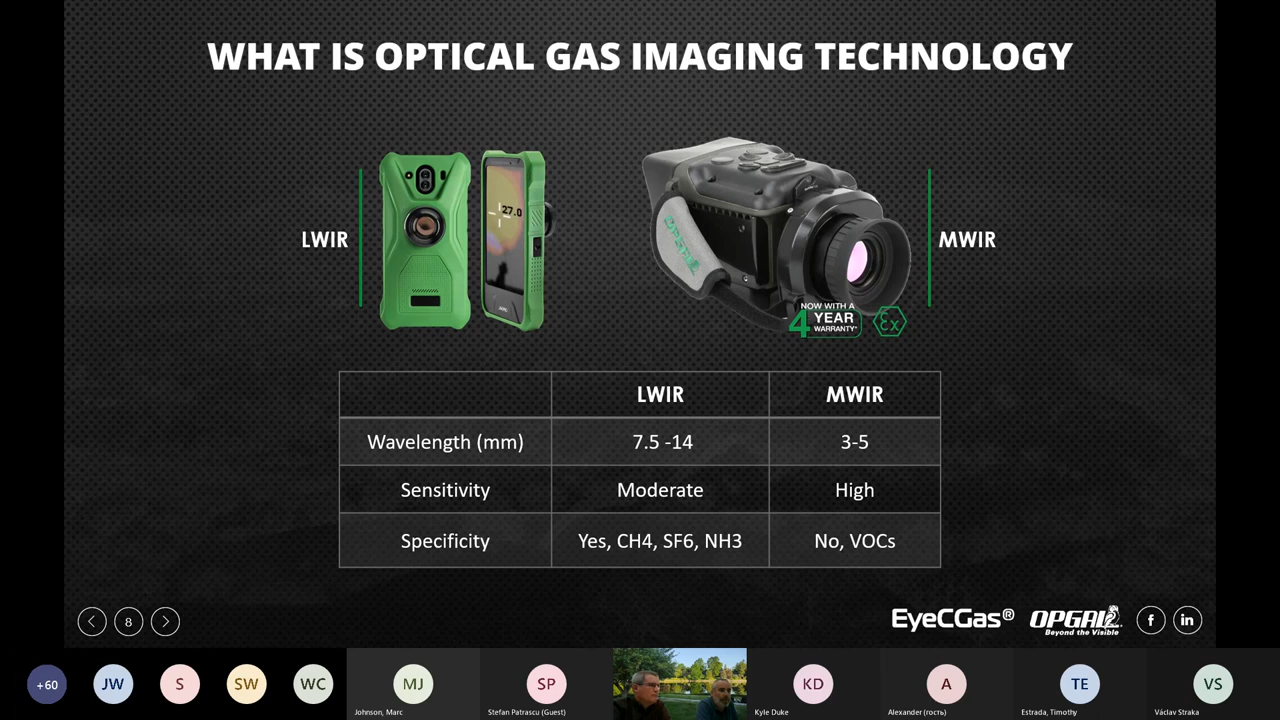 WHAT IS OPTICAL GAS IMAGING TECHNOLOGY
LWIR
27.0
OPGAL
MWIR
NOW WITH A
4 YEAR
WARRANTY*
Ex
LWIR MWIR
Wavelength (mm) 7.5 -14 3-5
Sensitivity Moderate High
Specificity Yes, CH4, SF6, NH3 No, VOCs
8
EyeCGas® OPGAL
Beyond the Visible
f in
+60 JW S SW WC MJ SP KD A TE VS
Johnson, Marc Stefan Patrascu (Guest) Kyle Duke Alexander (гость) Estrada, Timothy Václav Straka